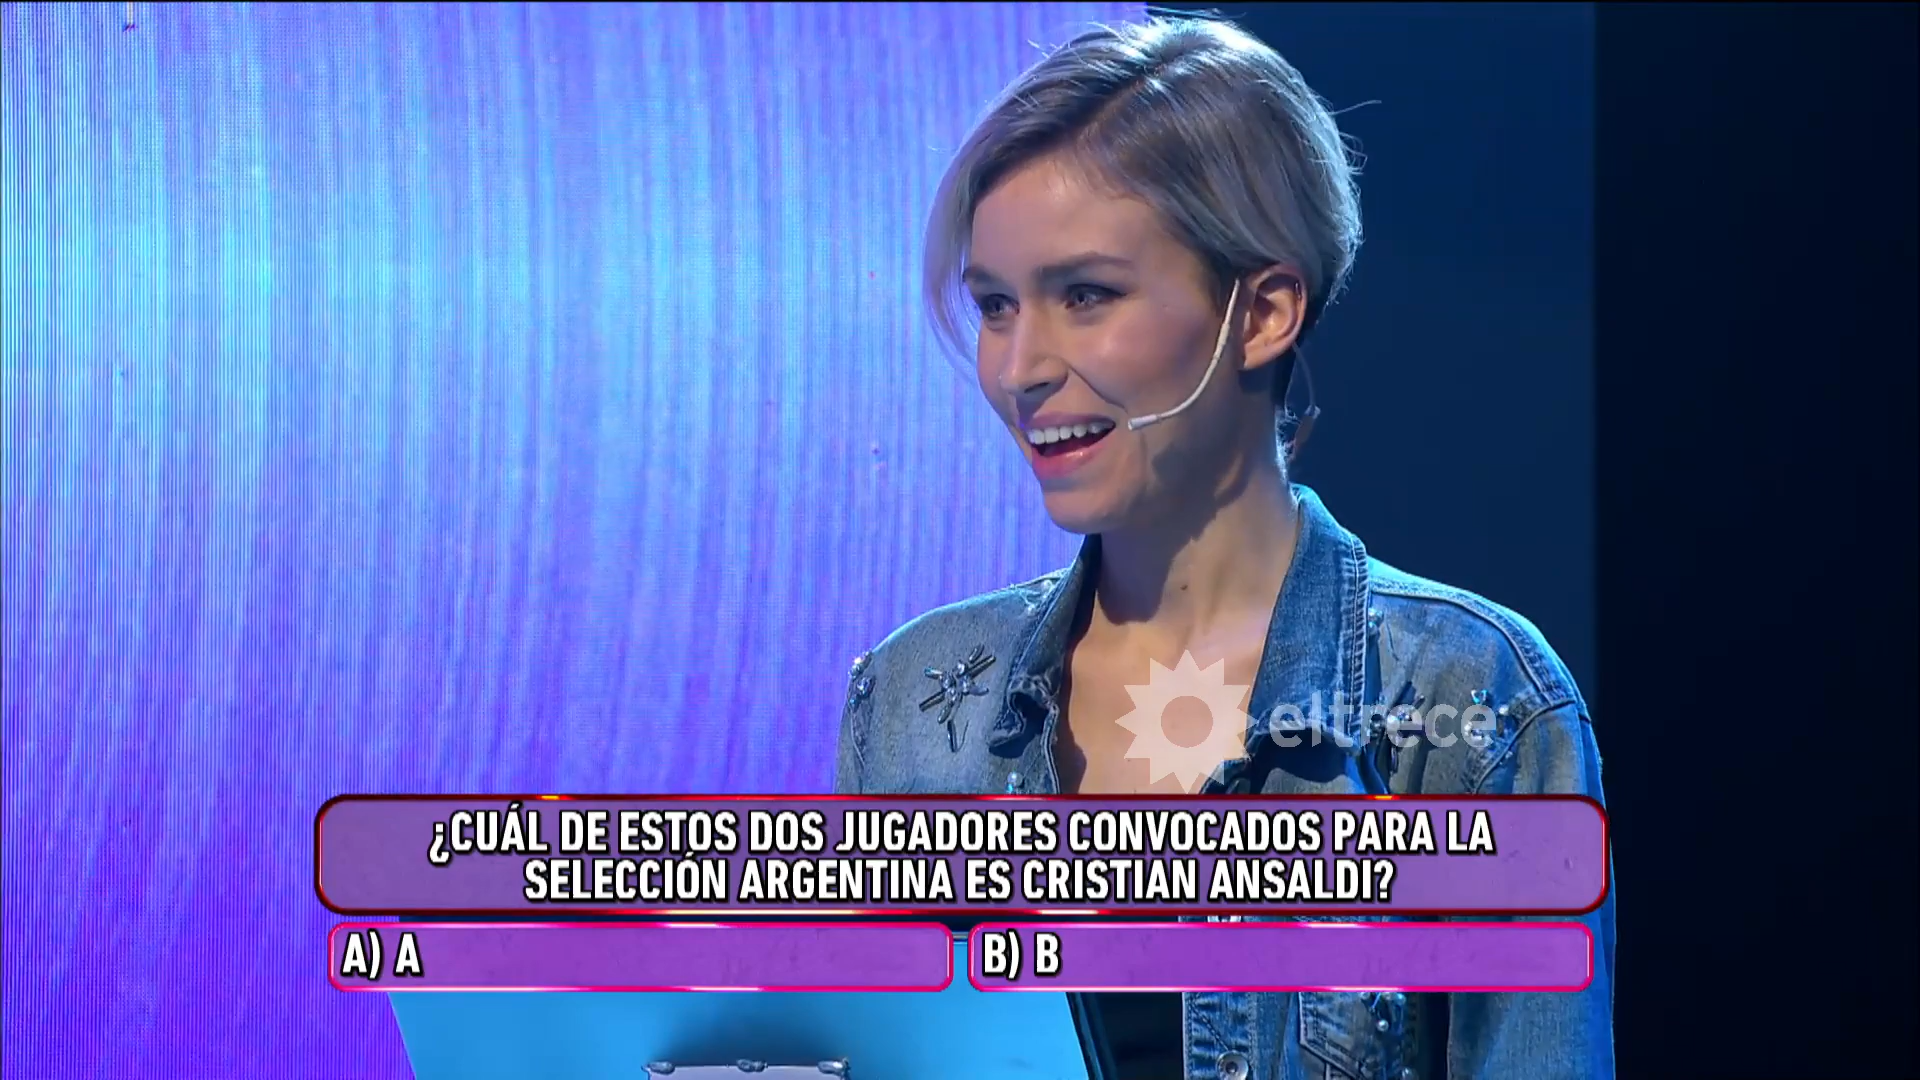 eltrece
¿CUÁL DE ESTOS DOS JUGADORES CONVOCADOS PARA LA
SELECCIÓN ARGENTINA ES CRISTIAN ANSALDI?
A) A
B) B